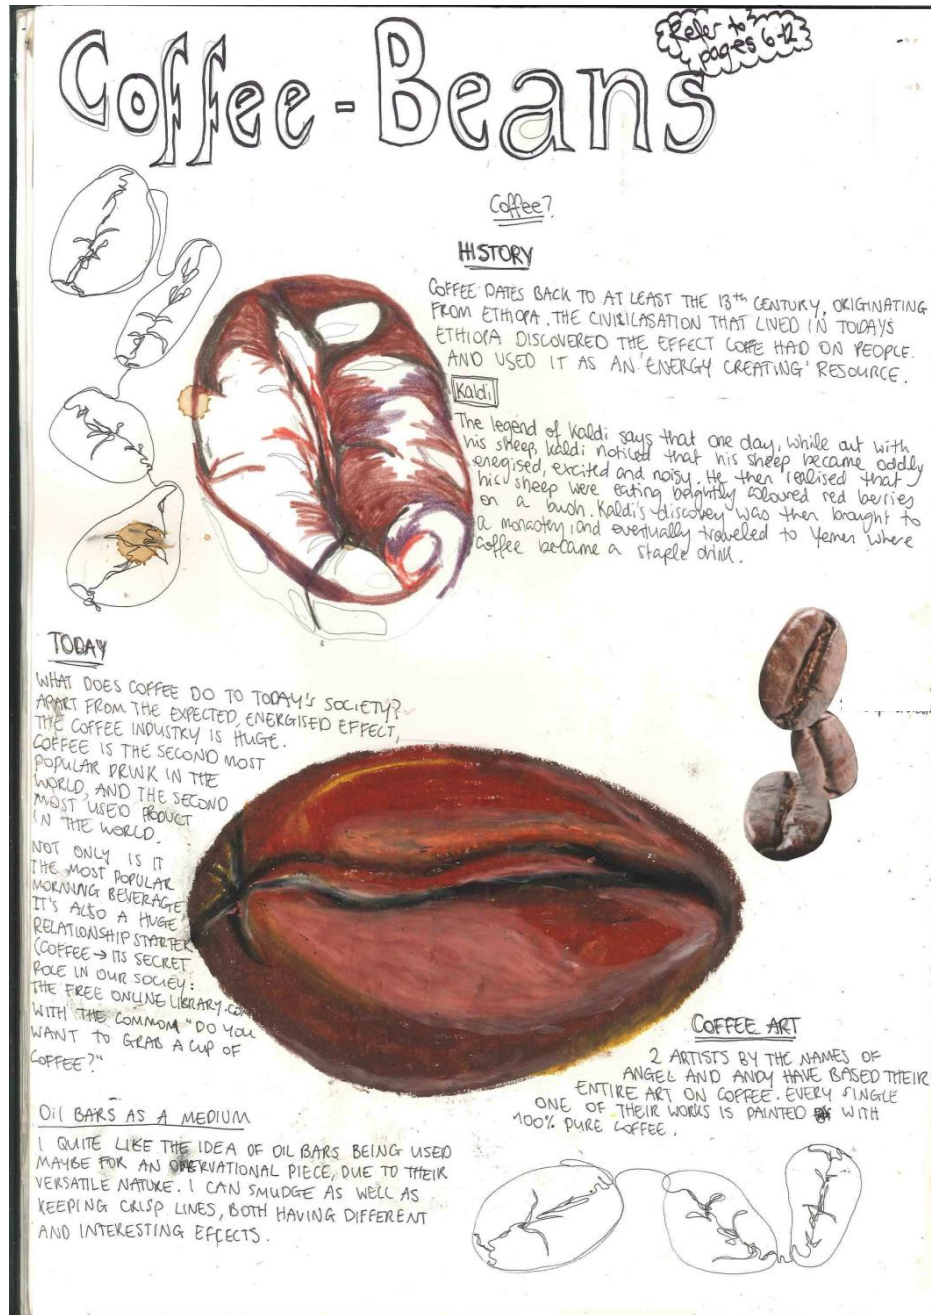 Coffee-Beans
Refer to
pages 6-12
Coffee?
HISTORY
COFFEE DATES BACK TO AT LEAST THE 13th CENTURY, ORIGINATING
FROM ETHIOPA. THE CIVIRILASATION THAT LIVED IN TODAYS
ETHIOPA DISCOVERED THE EFFECT COFFE HAD ON PEOPLE.
AND USED IT AS AN 'ENERGY CREATING' RESOURCE.
Kaldi
The legend of Kaldi says that one day, while out with
his sheep, Kaldi noticed that his sheep became oddly
energised, excited and noisy. He then realised that
his sheep were eating brightly coloured red berries
on a bush. Kaldi's discovery was then brought to
a monastery, and eventually traveled to Yemen where
coffee became a staple drink.
TODAY
WHAT DOES COFFEE DO TO TODAY'S SOCIETY?
APART FROM THE EXPECTED, ENERGISED EFFECT,
THE COFFEE INDUSTRY IS HUGE.
COFFEE IS THE SECOND MOST
POPULAR DRINK IN THE
WORLD, AND THE SECOND
MOST USED PRODUCT
IN THE WORLD.
NOT ONLY IS IT
THE MOST POPULAR
MORNING BEVERAGE
IT'S ALSO A HUGE
RELATIONSHIP STARTER
(COFFEE → ITS SECRET
ROLE IN OUR SOCIEY:
THE FREE ONLINE LIBRARY.COM
WITH THE COMMOM "DO YOU
WANT TO GRAB A CUP OF
COFFEE?"
COFFEE ART
2 ARTISTS BY THE NAMES OF
ANGEL AND ANDY HAVE BASED THEIR
ENTIRE ART ON COFFEE. EVERY SINGLE
ONE OF THEIR WORKS IS PAINTED WITH
100% PURE COFFEE.
Oil BARS AS A MEDIUM
I QUITE LIKE THE IDEA OF OIL BARS BEING USED
MAYBE FOR AN OBERVATIONAL PIECE, DUE TO THEIR
VERSATILE NATURE. I CAN SMUDGE AS WELL AS
KEEPING CRISP LINES, BOTH HAVING DIFFERENT
AND INTERESTING EFFECTS.